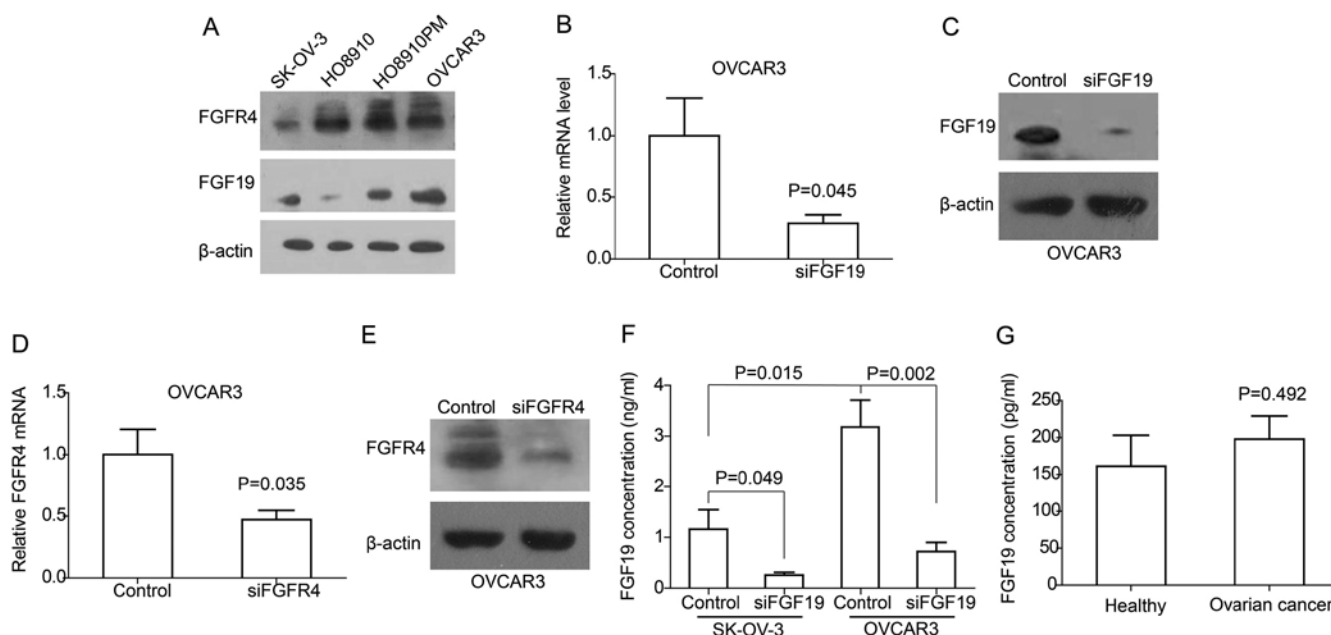 A
SK-OV-3 HO8910 HO8910PM OVCAR3
FGFR4
FGF19
β-actin
B
OVCAR3
Relative mRNA level
1.5
1.0
0.5
0.0
P=0.045
Control siFGF19
C
Control siFGF19
FGF19
β-actin
OVCAR3
D
OVCAR3
Relative FGFR4 mRNA
1.5
1.0
0.5
0.0
P=0.035
Control siFGFR4
E
Control siFGFR4
FGFR4
β-actin
OVCAR3
F
FGF19 concentration (ng/ml)
4
3
2
1
0
P=0.015 P=0.002
P=0.049
Control siFGF19 Control siFGF19
SK-OV-3 OVCAR3
G
FGF19 concentration (pg/ml)
250
200
150
100
50
0
P=0.492
Healthy Ovarian cancer